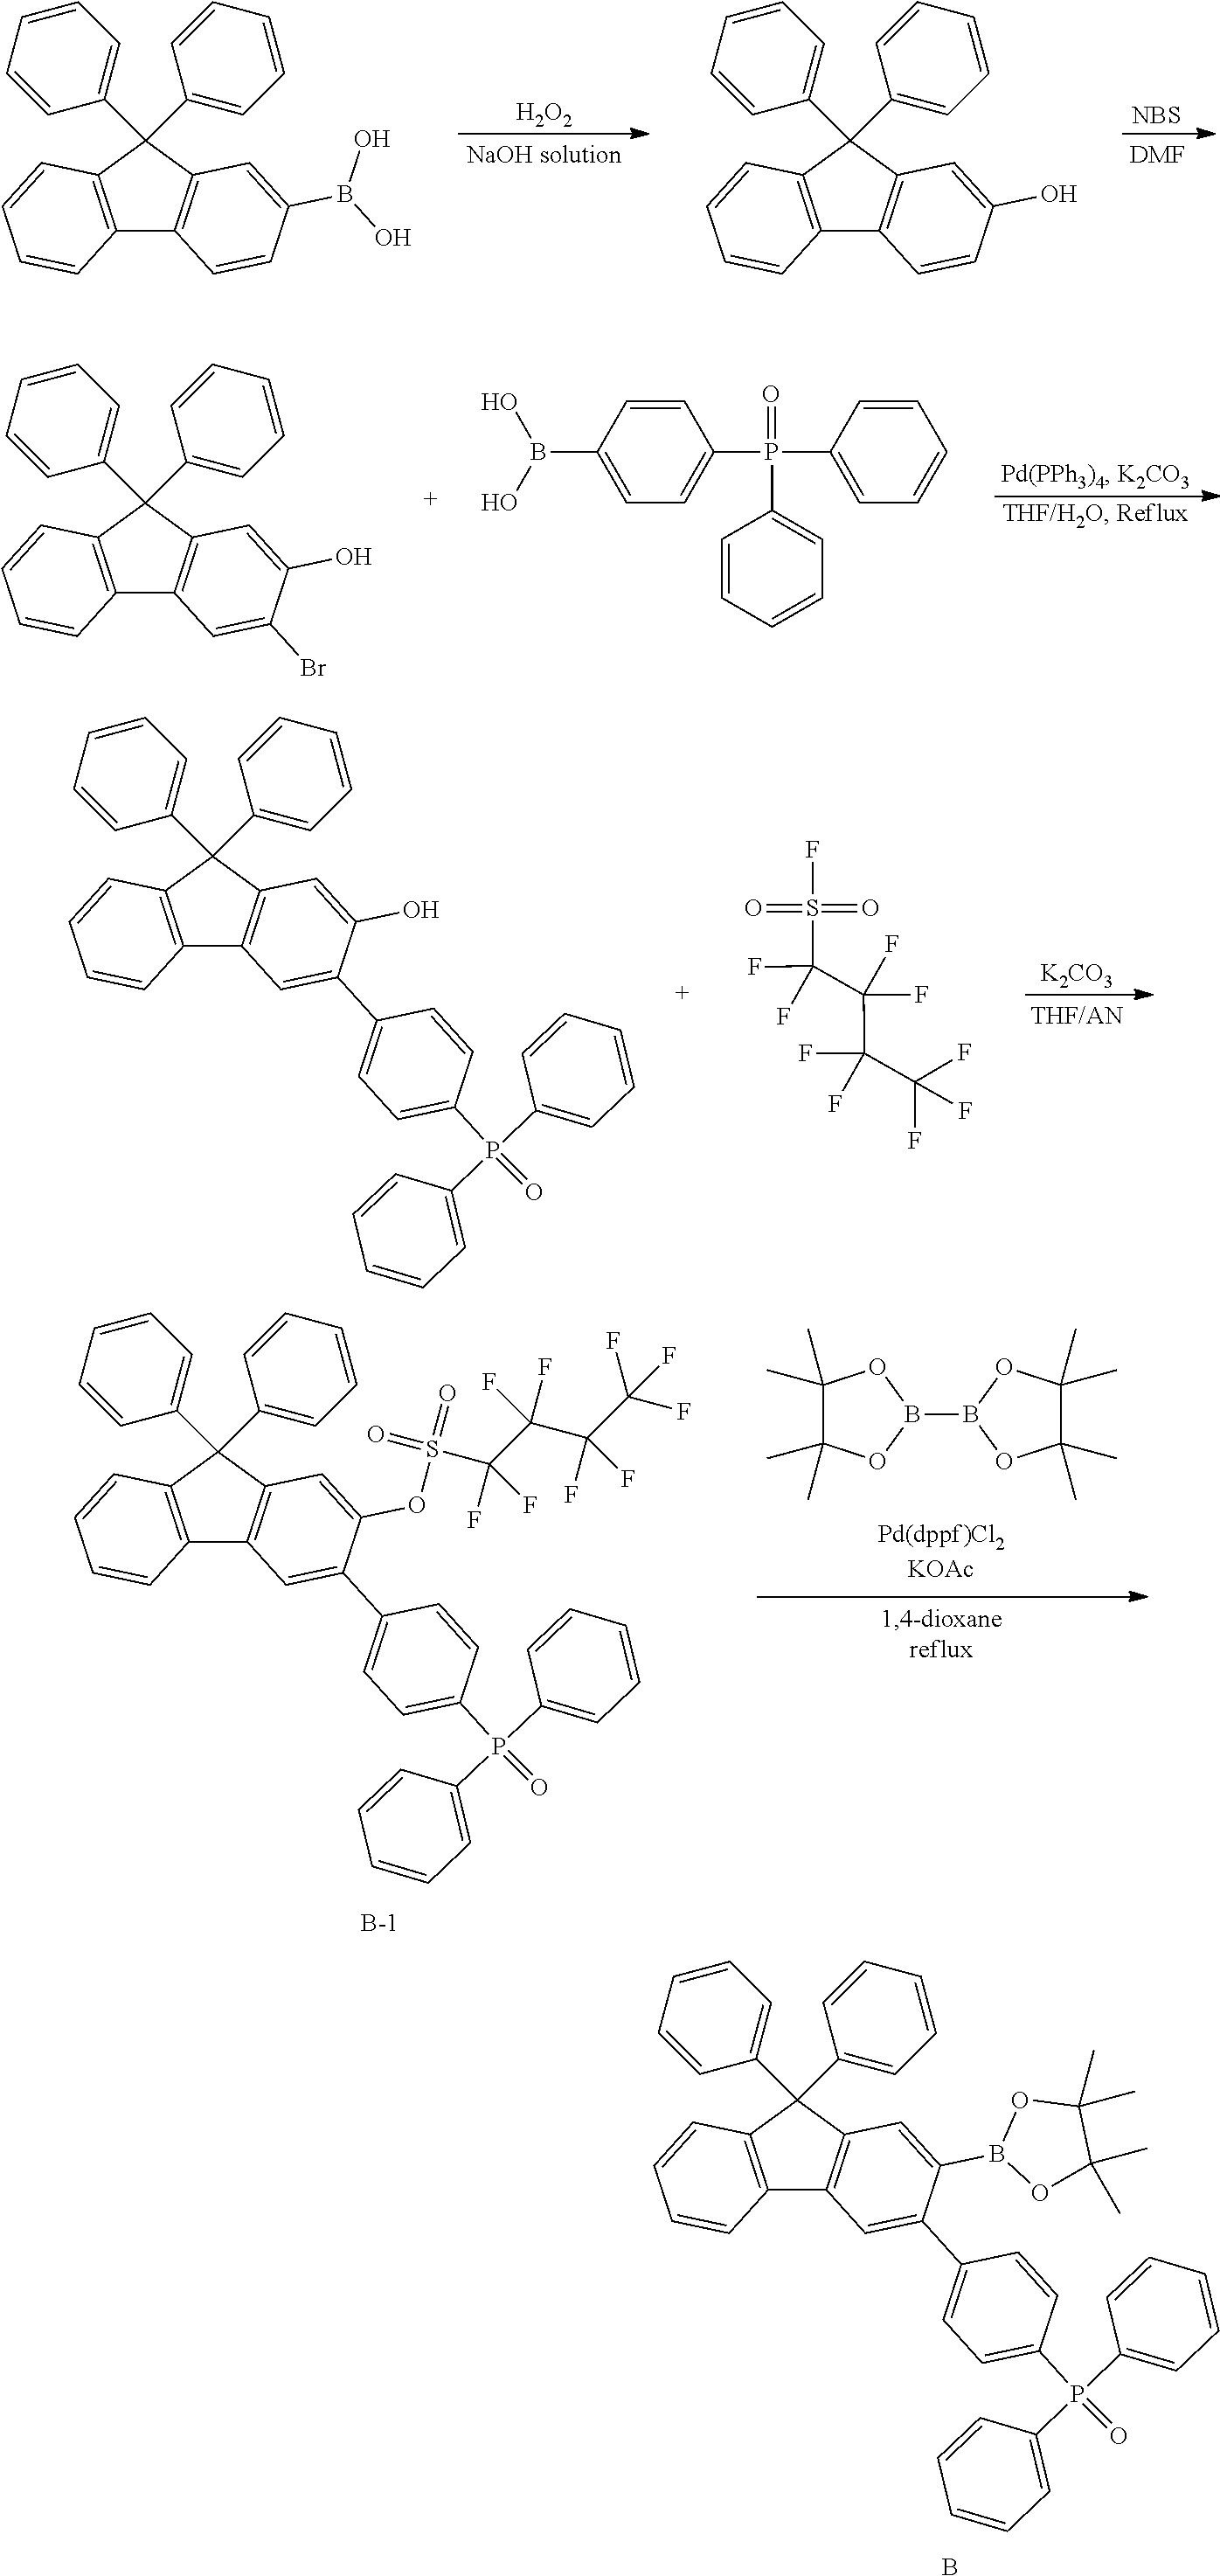 H2O2
NaOH solution
NBS
DMF
OH
B
OH
OH
O
HO
B
P
HO
+
Pd(PPh3)4, K2CO3
THF/H2O, Reflux
OH
Br
F
O S O
OH
F F
F
F
+
K2CO3
THF/AN
F F
F F
F
F
P
O
F F
O F F
F
O S
F F
O F F
O O
B B
O O
Pd(dppf)Cl2
KOAc
1,4-dioxane
reflux
P
O
B-1
O
B
O
P
O
B